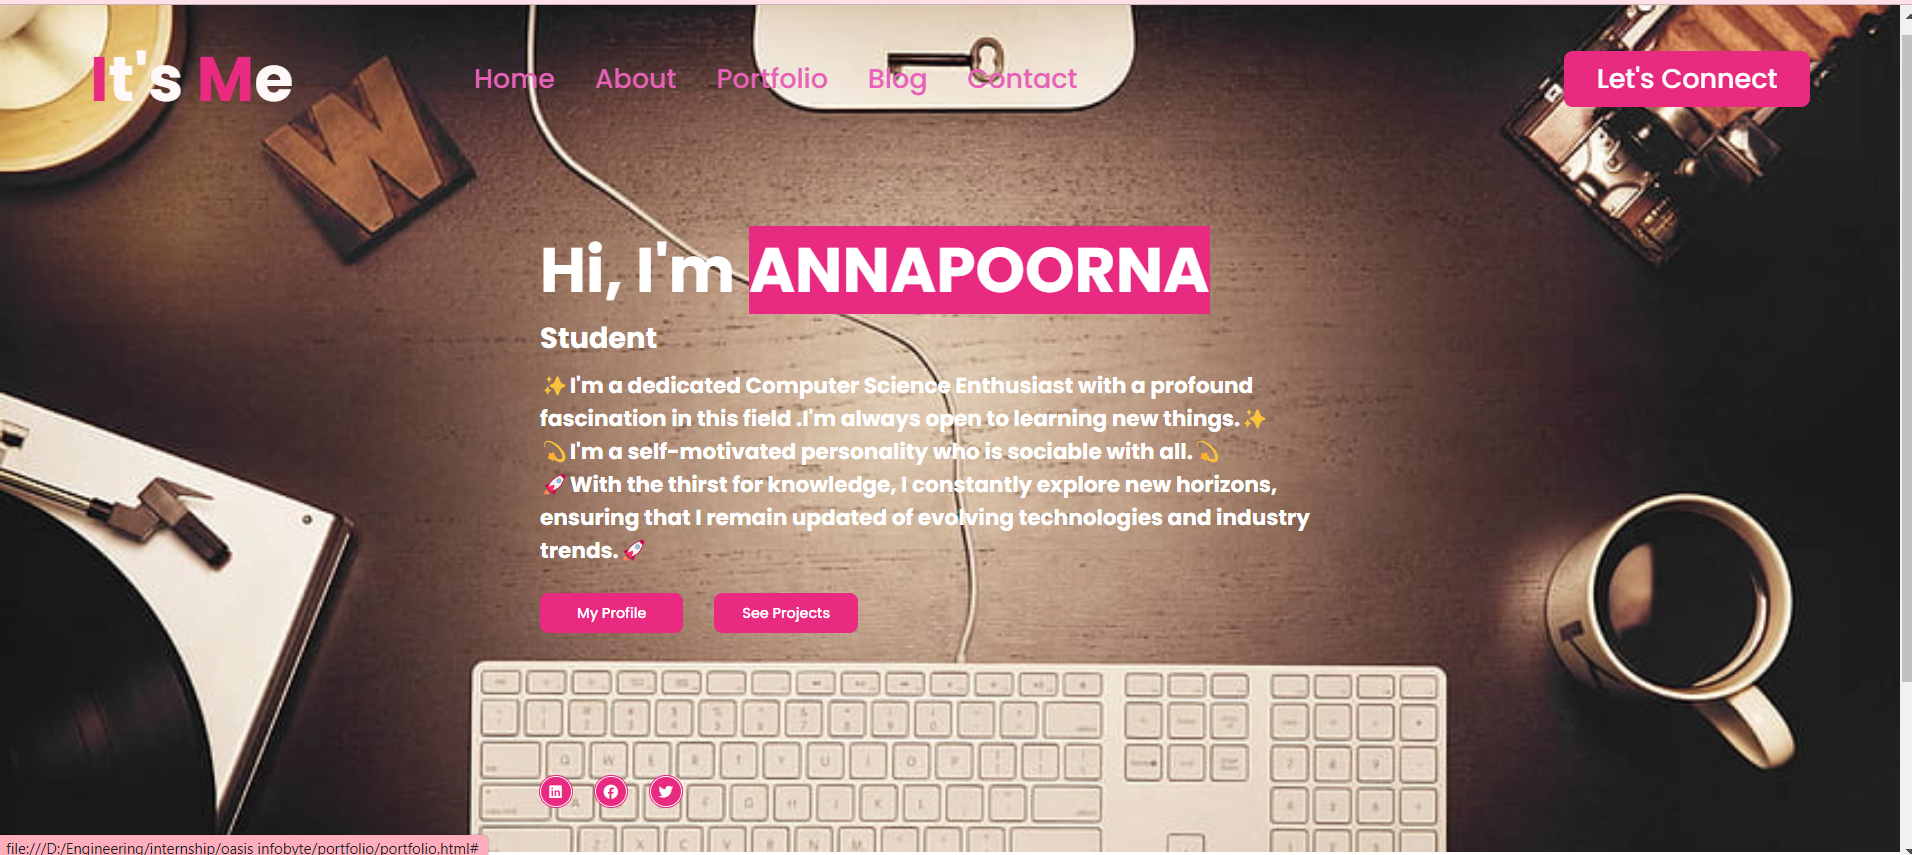 It's Me
Home About Portfolio Blog Contact
Let's Connect
W
Hi, I'm ANNAPOORNA
Student
✨I'm a dedicated Computer Science Enthusiast with a profound
fascination in this field .I'm always open to learning new things.✨
💫I'm a self-motivated personality who is sociable with all.💫
🚀With the thirst for knowledge, I constantly explore new horizons,
ensuring that I remain updated of evolving technologies and industry
trends.🚀
My Profile See Projects
Q W E R T Y U I O P
A F G H J K L
Z X C V B N M
file:///D:/Engineering/internship/oasis infobyte/portfolio/portfolio.html#